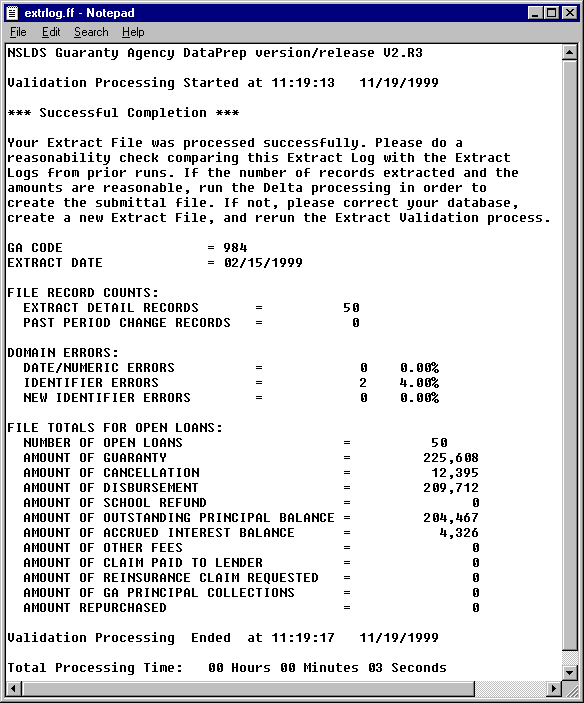 extrlog.ff - Notepad
File Edit Search Help
NSLDS Guaranty Agency DataPrep version/release V2.R3
Validation Processing Started at 11:19:13 11/19/1999
*** Successful Completion ***
Your Extract File was processed successfully. Please do a
reasonability check comparing this Extract Log with the Extract
Logs from prior runs. If the number of records extracted and the
amounts are reasonable, run the Delta processing in order to
create the submittal file. If not, please correct your database,
create a new Extract File, and rerun the Extract Validation process.
GA CODE = 984
EXTRACT DATE = 02/15/1999
FILE RECORD COUNTS:
EXTRACT DETAIL RECORDS = 50
PAST PERIOD CHANGE RECORDS = 0
DOMAIN ERRORS:
DATE/NUMERIC ERRORS = 0 0.00%
IDENTIFIER ERRORS = 2 4.00%
NEW IDENTIFIER ERRORS = 0 0.00%
FILE TOTALS FOR OPEN LOANS:
NUMBER OF OPEN LOANS = 50
AMOUNT OF GUARANTY = 225,608
AMOUNT OF CANCELLATION = 12,395
AMOUNT OF DISBURSEMENT = 209,712
AMOUNT OF SCHOOL REFUND = 0
AMOUNT OF OUTSTANDING PRINCIPAL BALANCE = 204,467
AMOUNT OF ACCRUED INTEREST BALANCE = 4,326
AMOUNT OF OTHER FEES = 0
AMOUNT OF CLAIM PAID TO LENDER = 0
AMOUNT OF REINSURANCE CLAIM REQUESTED = 0
AMOUNT OF GA PRINCIPAL COLLECTIONS = 0
AMOUNT REPURCHASED = 0
Validation Processing Ended at 11:19:17 11/19/1999
Total Processing Time: 00 Hours 00 Minutes 03 Seconds